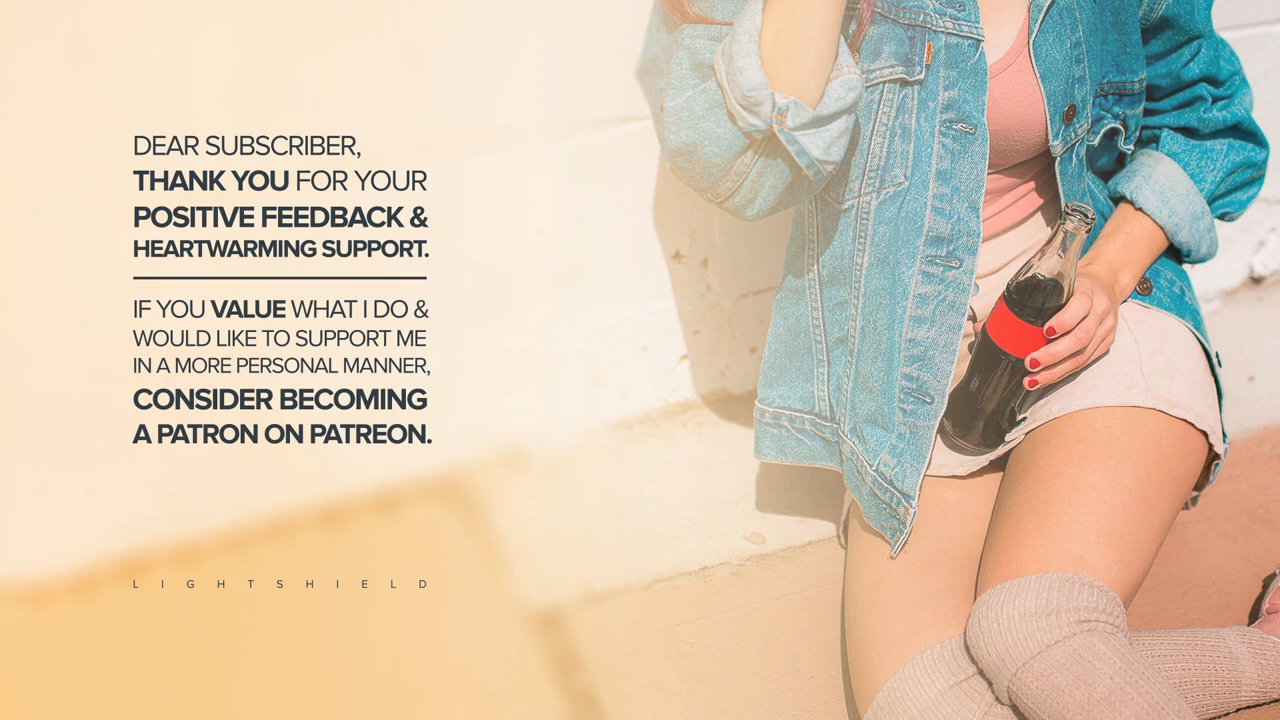 DEAR SUBSCRIBER,
THANK YOU FOR YOUR
POSITIVE FEEDBACK &
HEARTWARMING SUPPORT.
IF YOU VALUE WHAT I DO &
WOULD LIKE TO SUPPORT ME
IN A MORE PERSONAL MANNER,
CONSIDER BECOMING
A PATRON ON PATREON.
LIGHTSHIELD